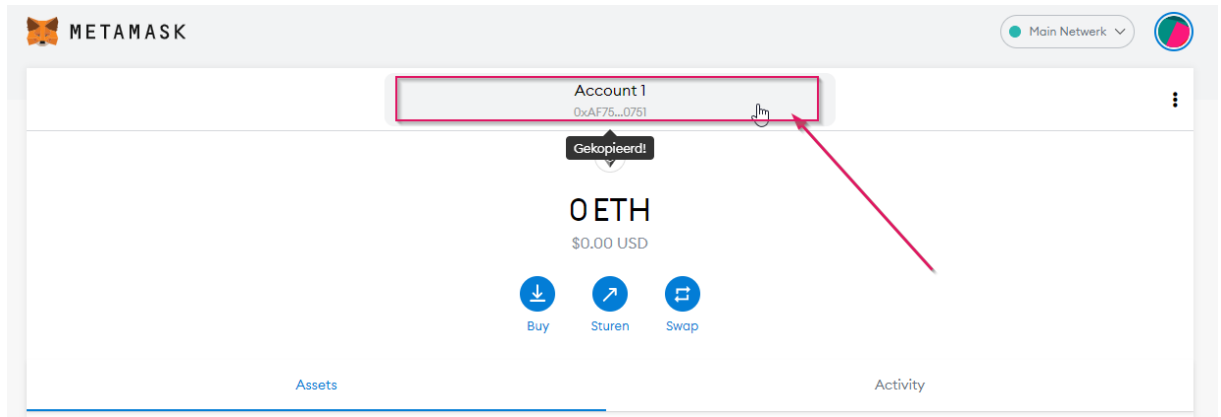 METAMASK
Main Netwerk
Account 1
0xAF75...0751
Gekopieerd!
0 ETH
$0.00 USD
Buy Sturen Swap
Assets Activity